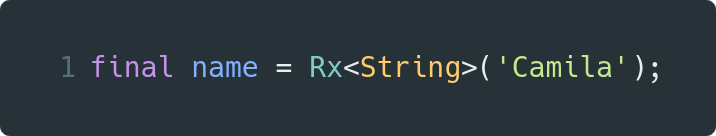 1 final name = Rx<String>('Camila');